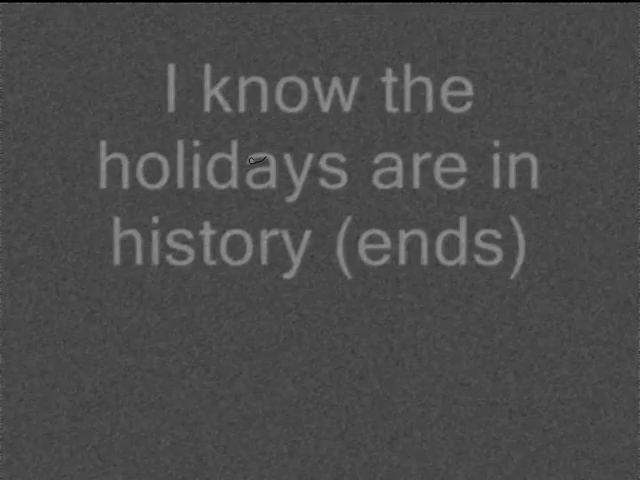 I know the
holidays are in
history (ends)